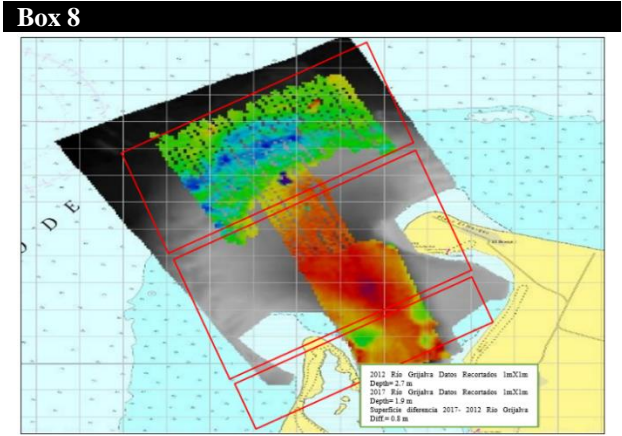 Box 8
O D E
2012 Río Grijalva Datos Recortados 1mX1m
Depth= 2.7 m
2017 Río Grijalva Datos Recortados 1mX1m
Depth= 1.9 m
Superficie diferencia 2017- 2012 Río Grijalva
Diff.= 0.8 m